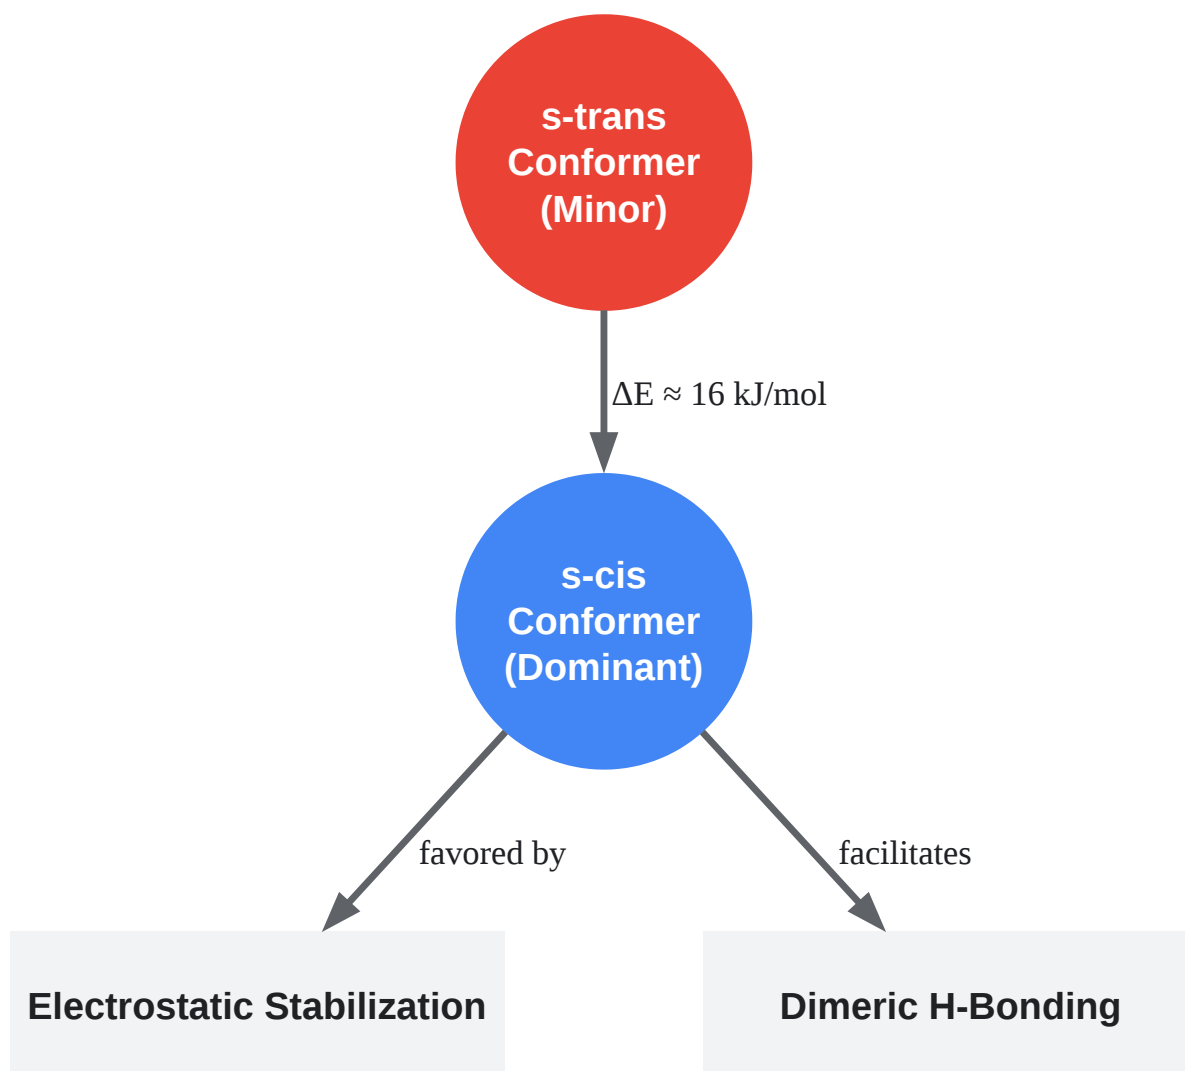 s-trans
Conformer
(Minor)
ΔE ≈ 16 kJ/mol
s-cis
Conformer
(Dominant)
favored by
facilitates
Electrostatic Stabilization
Dimeric H-Bonding